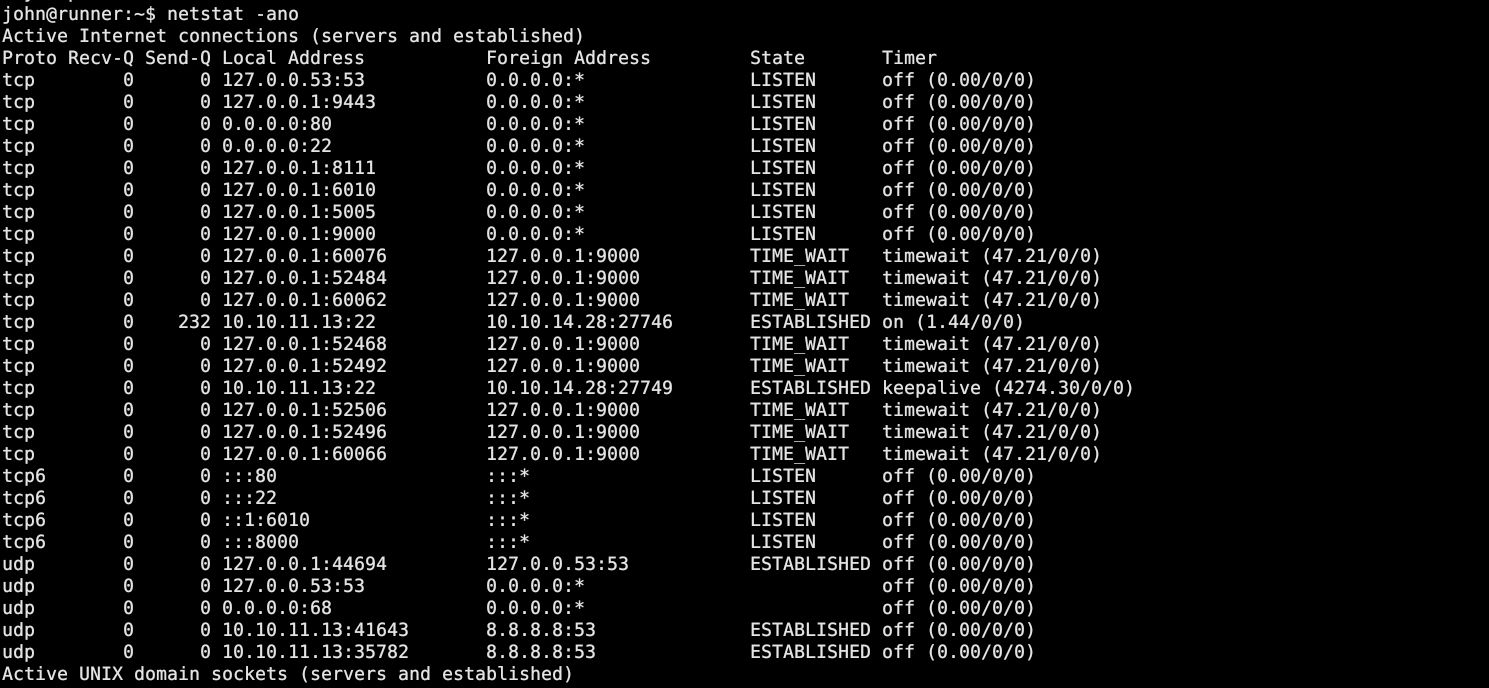 john@runner:~$ netstat -ano
Active Internet connections (servers and established)
Proto Recv-Q Send-Q Local Address           Foreign Address         State       Timer
tcp        0      0 127.0.0.53:53           0.0.0.0:*               LISTEN      off (0.00/0/0)
tcp        0      0 127.0.0.1:9443          0.0.0.0:*               LISTEN      off (0.00/0/0)
tcp        0      0 0.0.0.0:80              0.0.0.0:*               LISTEN      off (0.00/0/0)
tcp        0      0 0.0.0.0:22              0.0.0.0:*               LISTEN      off (0.00/0/0)
tcp        0      0 127.0.0.1:8111          0.0.0.0:*               LISTEN      off (0.00/0/0)
tcp        0      0 127.0.0.1:6010          0.0.0.0:*               LISTEN      off (0.00/0/0)
tcp        0      0 127.0.0.1:5005          0.0.0.0:*               LISTEN      off (0.00/0/0)
tcp        0      0 127.0.0.1:9000          0.0.0.0:*               LISTEN      off (0.00/0/0)
tcp        0      0 127.0.0.1:60076         127.0.0.1:9000          TIME_WAIT   timewait (47.21/0/0)
tcp        0      0 127.0.0.1:52484         127.0.0.1:9000          TIME_WAIT   timewait (47.21/0/0)
tcp        0      0 127.0.0.1:60062         127.0.0.1:9000          TIME_WAIT   timewait (47.21/0/0)
tcp        0    232 10.10.11.13:22          10.10.14.28:27746       ESTABLISHED on (1.44/0/0)
tcp        0      0 127.0.0.1:52468         127.0.0.1:9000          TIME_WAIT   timewait (47.21/0/0)
tcp        0      0 127.0.0.1:52492         127.0.0.1:9000          TIME_WAIT   timewait (47.21/0/0)
tcp        0      0 10.10.11.13:22          10.10.14.28:27749       ESTABLISHED keepalive (4274.30/0/0)
tcp        0      0 127.0.0.1:52506         127.0.0.1:9000          TIME_WAIT   timewait (47.21/0/0)
tcp        0      0 127.0.0.1:52496         127.0.0.1:9000          TIME_WAIT   timewait (47.21/0/0)
tcp        0      0 127.0.0.1:60066         127.0.0.1:9000          TIME_WAIT   timewait (47.21/0/0)
tcp6       0      0 :::80                   :::*                    LISTEN      off (0.00/0/0)
tcp6       0      0 :::22                   :::*                    LISTEN      off (0.00/0/0)
tcp6       0      0 ::1:6010                :::*                    LISTEN      off (0.00/0/0)
tcp6       0      0 :::8000                 :::*                    LISTEN      off (0.00/0/0)
udp        0      0 127.0.0.1:44694         127.0.0.53:53           ESTABLISHED off (0.00/0/0)
udp        0      0 127.0.0.53:53           0.0.0.0:*                           off (0.00/0/0)
udp        0      0 0.0.0.0:68              0.0.0.0:*                           off (0.00/0/0)
udp        0      0 10.10.11.13:41643       8.8.8.8:53              ESTABLISHED off (0.00/0/0)
udp        0      0 10.10.11.13:35782       8.8.8.8:53              ESTABLISHED off (0.00/0/0)
Active UNIX domain sockets (servers and established)